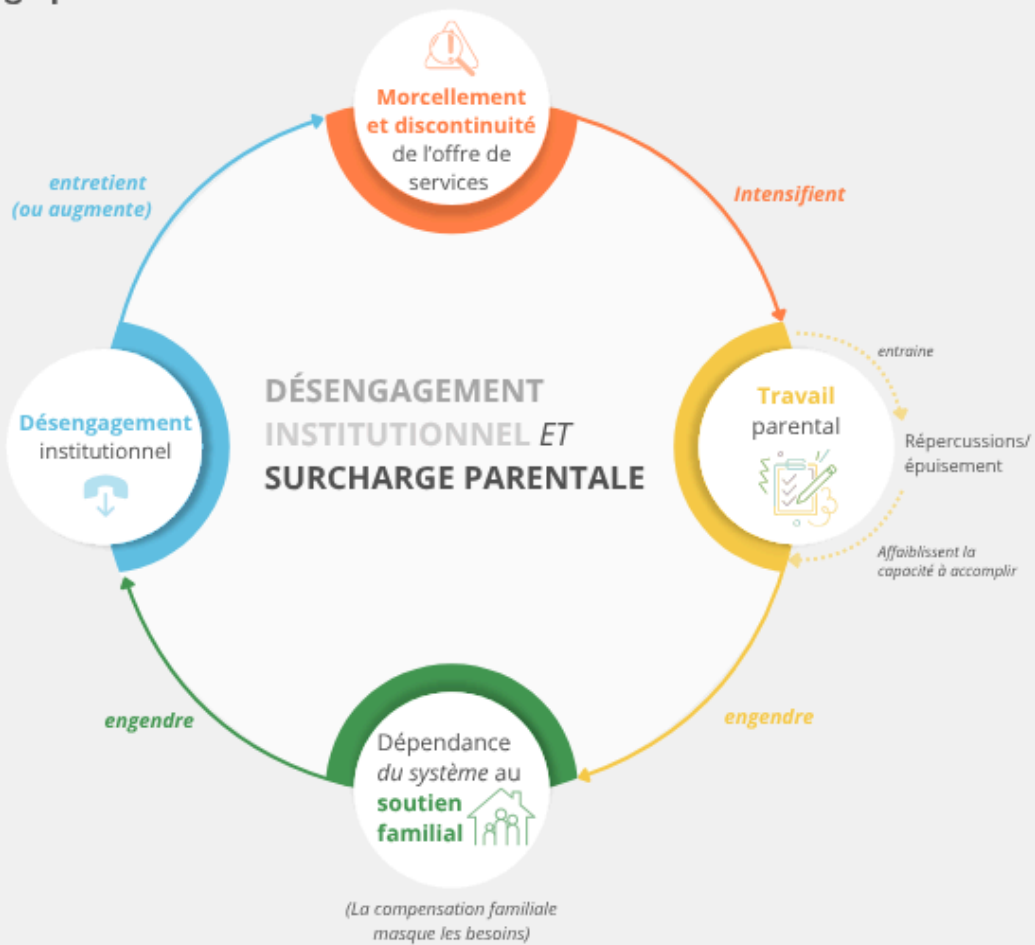 Morcellement
et discontinuité
de l'offre de
services
entretient
(ou augmente)
Intensifient
entraine
Travail
parental
Répercussions/
épuisement
Affaiblissent la
capacité à accomplir
Désengagement
institutionnel
DÉSENGAGEMENT
INSTITUTIONNEL ET
SURCHARGE PARENTALE
engendre
engendre
Dépendance
du système au
soutien
familial
(La compensation familiale
masque les besoins)